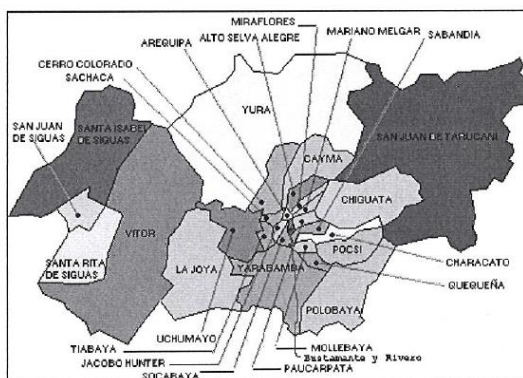 MIRAFLORES
ALTO SELVA ALEGRE
MARIANO MELGAR
SABANDIA
AREQUIPA
CERRO COLORADO
SACHACA
YURA
SAN JUAN
DE SIGUAS
SANTA ISABEL
DE SIGUAS
SAN JUAN DE TARUCANI
CAYMA
CHIGUATA
VITOR
SANTA RITA
DE SIGUAS
LA JOYA
YARABAMBA
POCSI
CHARACATO
QUEQUEÑA
POLOBAYA
UCHUMAYO
TIABAYA
JACOBO HUNTER
SOCABAYA
MOLLEBAYA
Bustamante y Rivero
PAUCARPATA